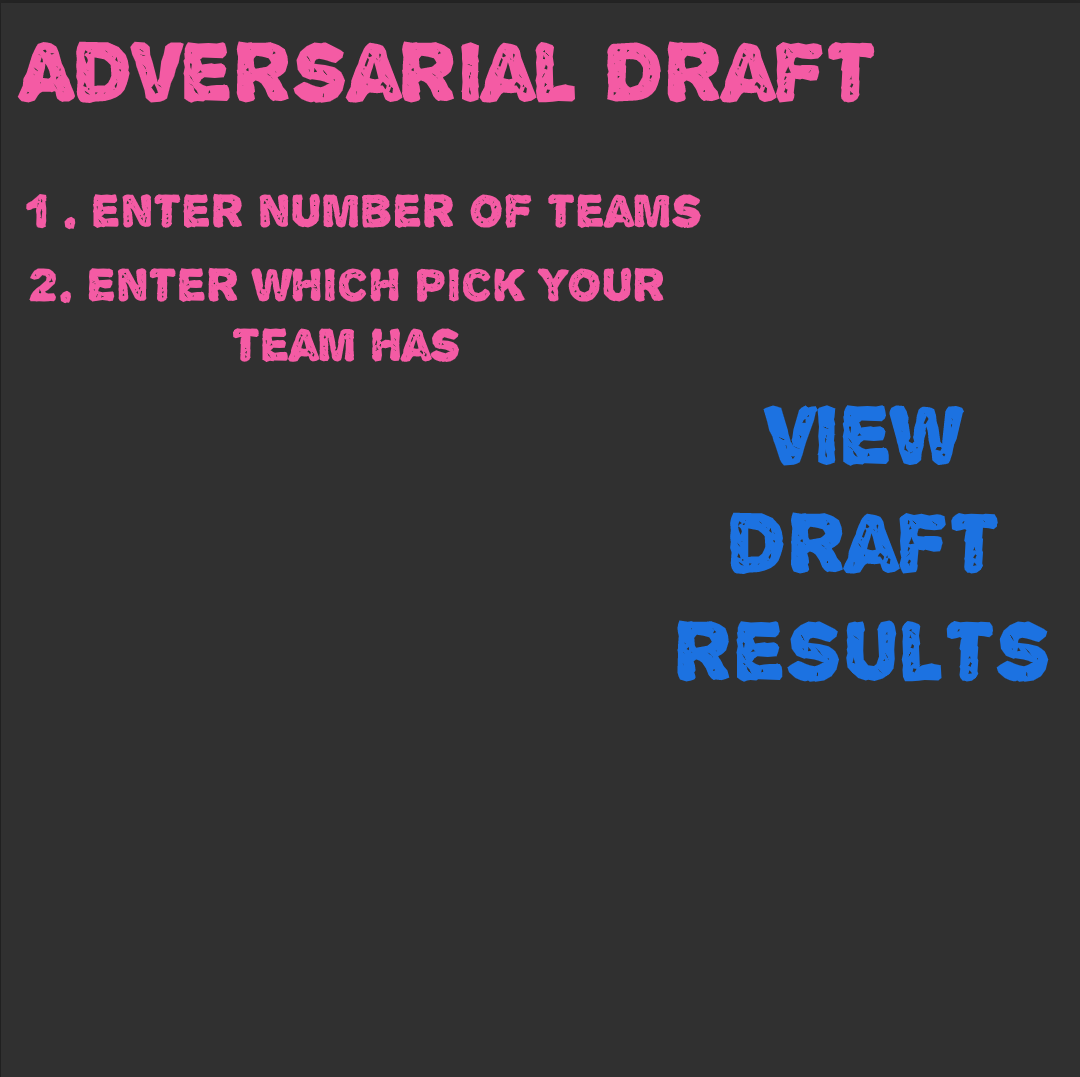 ADVERSARIAL DRAFT
1. ENTER NUMBER OF TEAMS
2. ENTER WHICH PICK YOUR
TEAM HAS
VIEW
DRAFT
RESULTS